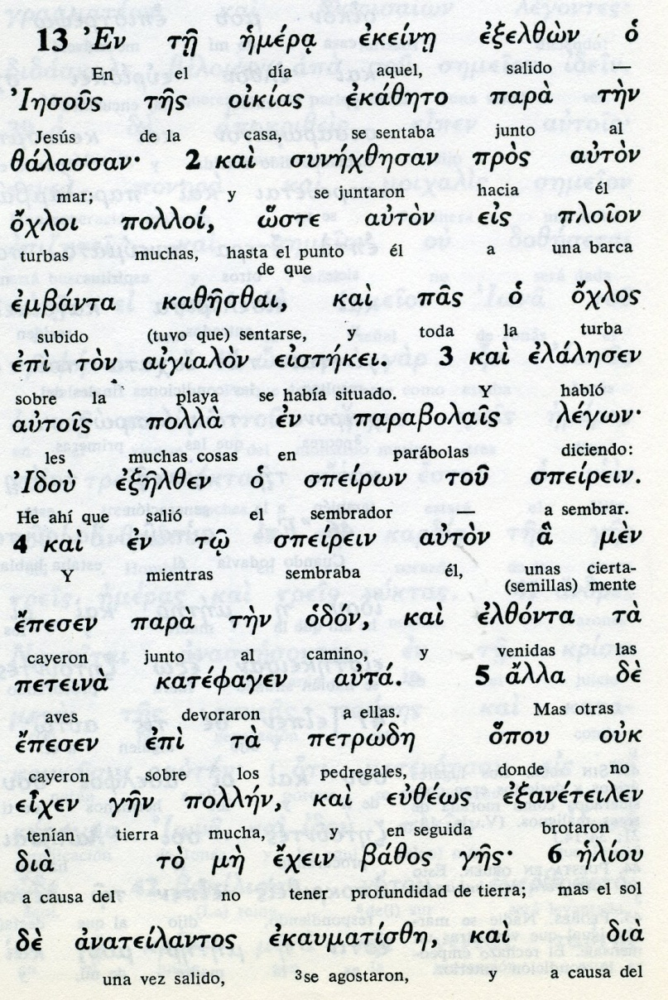 13 Ἐν τῇ ἡμέρᾳ ἐκείνῃ ἐξελθὼν ὁ
En el día aquel, salido —
Ἰησοῦς τῆς οἰκίας ἐκάθητο παρὰ τὴν
Jesús de la casa, se sentaba junto al
θάλασσαν· 2 καὶ συνήχθησαν πρὸς αὐτὸν
mar; y se juntaron hacia él
ὄχλοι πολλοί, ὥστε αὐτὸν εἰς πλοῖον
turbas muchas, hasta el punto él a una barca
de que
ἐμβάντα καθῆσθαι, καὶ πᾶς ὁ ὄχλος
subido (tuvo que) sentarse, y toda la turba
ἐπὶ τὸν αἰγιαλὸν εἱστήκει. 3 καὶ ἐλάλησεν
sobre la playa se había situado. Y habló
αὐτοῖς πολλὰ ἐν παραβολαῖς λέγων·
les muchas cosas en parábolas diciendo:
Ἰδοὺ ἐξῆλθεν ὁ σπείρων τοῦ σπείρειν.
He ahí que salió el sembrador — a sembrar.
4 καὶ ἐν τῷ σπείρειν αὐτὸν ἃ μὲν
Y mientras sembraba él, unas cierta-
(semillas) mente
ἔπεσεν παρὰ τὴν ὁδόν, καὶ ἐλθόντα τὰ
cayeron junto al camino, y venidas las
πετεινὰ κατέφαγεν αὐτά. 5 ἄλλα δὲ
aves devoraron a ellas. Mas otras
ἔπεσεν ἐπὶ τὰ πετρώδη ὅπου οὐκ
cayeron sobre los pedregales, donde no
εἶχεν γῆν πολλήν, καὶ εὐθέως ἐξανέτειλεν
tenían tierra mucha, y en seguida brotaron
διὰ τὸ μὴ ἔχειν βάθος γῆς· 6 ἡλίου
a causa del no tener profundidad de tierra; mas el sol
δὲ ἀνατείλαντος ἐκαυματίσθη, καὶ διὰ
una vez salido, ³se agostaron, y a causa del